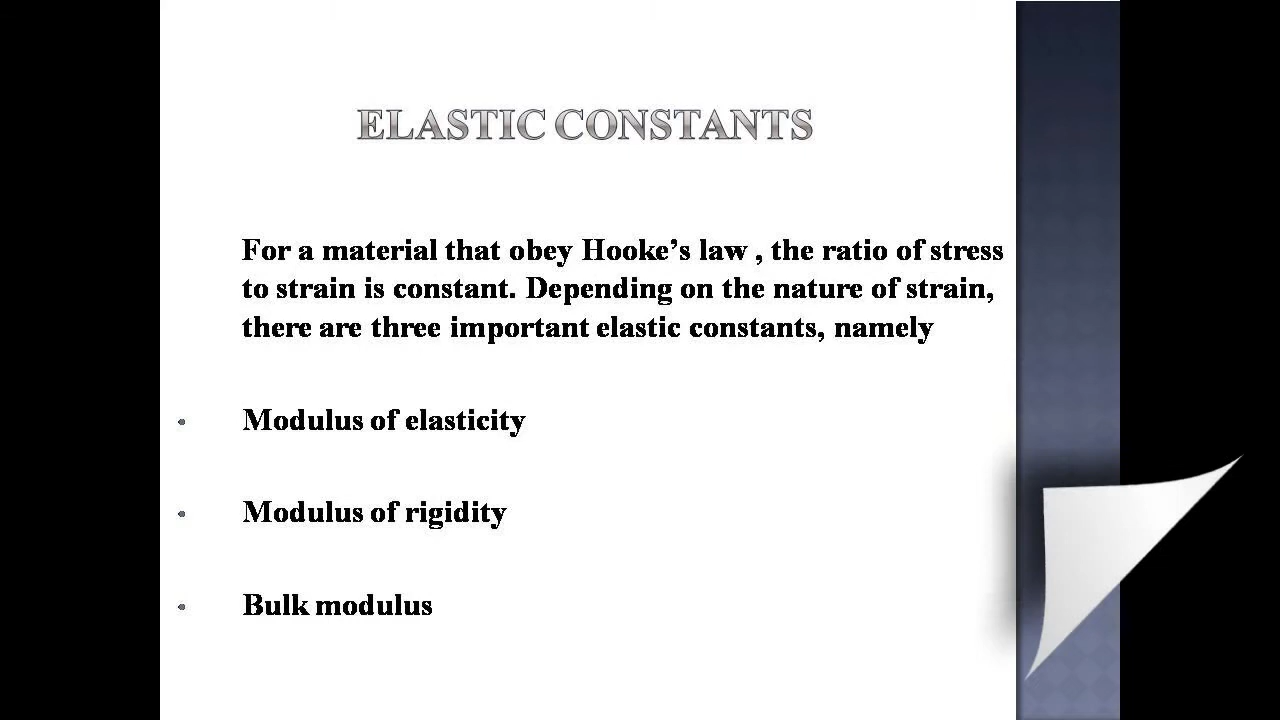 ELASTIC CONSTANTS
For a material that obey Hooke’s law , the ratio of stress
to strain is constant. Depending on the nature of strain,
there are three important elastic constants, namely
• Modulus of elasticity
• Modulus of rigidity
• Bulk modulus